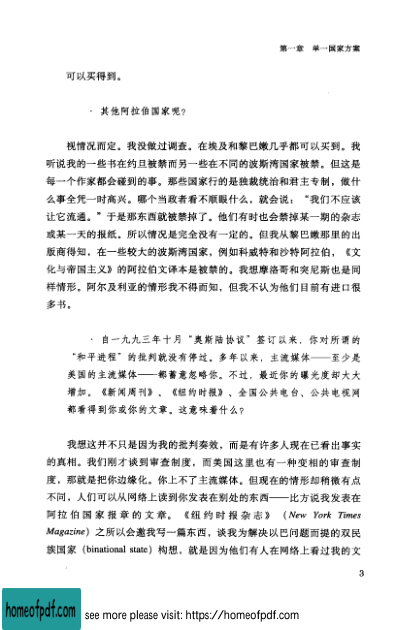 第一章 单一国家方案
可以买得到。
· 其他阿拉伯国家呢？
视情况而定。我没做过调查。在埃及和黎巴嫩几乎都可以买到。我
听说我的一些书在约旦被禁而另一些在不同的波斯湾国家被禁。但这是
每一个作家都会碰到的事。那些国家行的是独裁统治和君主专制，做什
么事全凭一时高兴。哪个当政者看不顺眼什么，就会说：“我们不应该
让它流通。”于是那东西就被禁掉了。他们有时也会禁掉某一期的杂志
或某一天的报纸。所以情况是完全没有一定的。但我从黎巴嫩那里的出
版商得知，在一些较大的波斯湾国家，例如科威特和沙特阿拉伯，《文
化与帝国主义》的阿拉伯文译本是被禁的。我想摩洛哥和突尼斯也是同
样情形。阿尔及利亚的情形我不得而知，但我不认为他们目前有进口很
多书。
· 自一九九三年十月“奥斯陆协议”签订以来，你对所谓的
“和平进程”的批判就没有停过。多年以来，主流媒体——至少是
美国的主流媒体——都蓄意忽略你。不过，最近你的曝光度却大大
增加。《新闻周刊》、《纽约时报》、全国公共电台、公共电视网
都看得到你或你的文章。这意味着什么？
我想这并不只是因为我的批判奏效，而是有许多人现在已看出事实
的真相。我们刚才谈到审查制度，而美国这里也有一种变相的审查制
度，那就是把你边缘化。你上不了主流媒体。但现在的情形却稍微有点
不同，人们可以从网络上读到你发表在别处的东西——比方说我发表在
阿拉伯国家报章的文章。《纽约时报杂志》（New York Times
Magazine）之所以会邀我写一篇东西，谈我为解决以巴问题而提的双民
族国家（binational state）构想，就是因为他们有人在网络上看过我的文
3
homeofpdf.com
see more please visit: https://homeofpdf.com